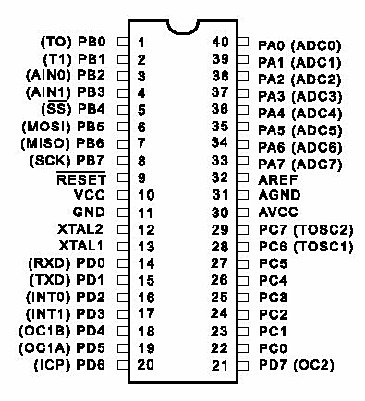 (TO) PB0 1 40 PA0 (ADC0)
(T1) PB1 2 39 PA1 (ADC1)
(AIN0) PB2 3 38 PA2 (ADC2)
(AIN1) PB3 4 37 PA3 (ADC3)
(SS) PB4 5 36 PA4 (ADC4)
(MOSI) PB5 6 35 PA5 (ADC5)
(MISO) PB6 7 34 PA6 (ADC6)
(SCK) PB7 8 33 PA7 (ADC7)
RESET 9 32 AREF
VCC 10 31 AGND
GND 11 30 AVCC
XTAL2 12 29 PC7 (TOSC2)
XTAL1 13 28 PC6 (TOSC1)
(RXD) PD0 14 27 PC5
(TXD) PD1 15 26 PC4
(INT0) PD2 16 25 PC3
(INT1) PD3 17 24 PC2
(OC1B) PD4 18 23 PC1
(OC1A) PD5 19 22 PC0
(ICP) PD6 20 21 PD7 (OC2)